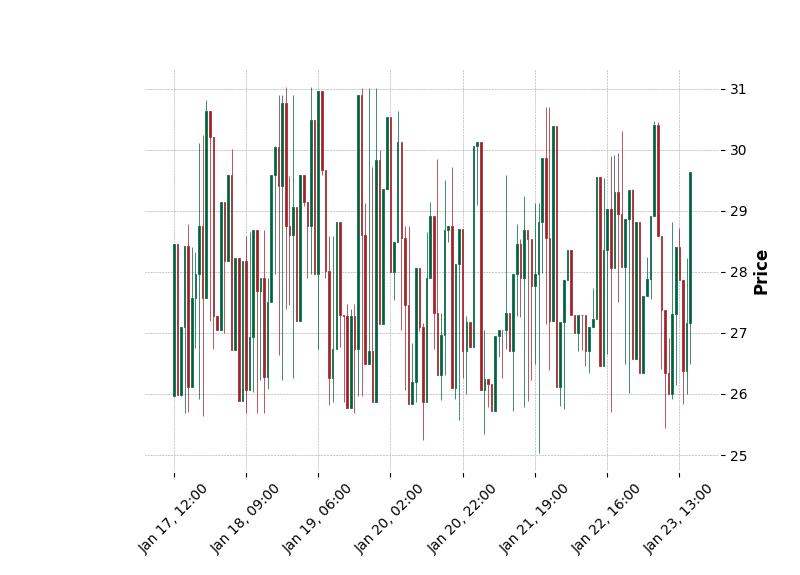 31
30
29
28
27
26
25
Price
Jan 17, 12:00
Jan 18, 09:00
Jan 19, 06:00
Jan 20, 02:00
Jan 20, 22:00
Jan 21, 19:00
Jan 22, 16:00
Jan 23, 13:00